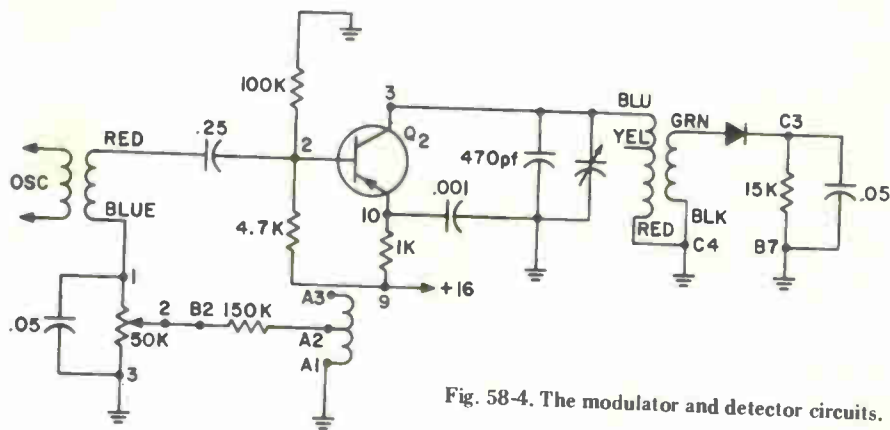 100K
3
BLU
GRN
C3
RED
.25
2
Q2
YEL
470pf
OSC
.001
15K
.05
BLUE
4.7K
10
RED
BLK
1K
C4
B7
1
A3
9
+16
.05
2
B2
150K
50K
A2
3
A1
Fig. 58-4. The modulator and detector circuits.